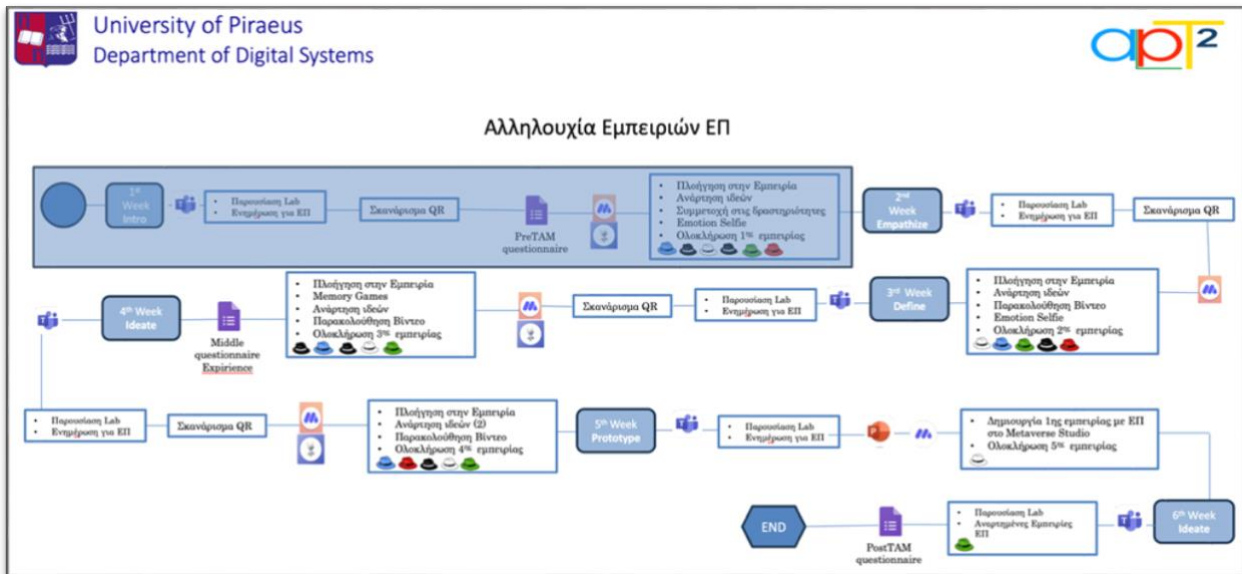 University of Piraeus
Department of Digital Systems
apT²
Αλληλουχία Εμπειριών ΕΠ
1st
Week
Intro
• Παρουσίαση Lab
• Ενημέρωση για ΕΠ
Σκανάρισμα QR
PreTAM
questionnaire
• Πλοήγηση στην Εμπειρία
• Ανάρτηση ιδεών
• Συμμετοχή στις δραστηριότητες
• Emotion Selfie
• Ολοκλήρωση 1ης εμπειρίας
2nd
Week
Empathize
• Παρουσίαση Lab
• Ενημέρωση για ΕΠ
Σκανάρισμα QR
• Πλοήγηση στην Εμπειρία
• Ανάρτηση ιδεών
• Παρακολούθηση Βίντεο
• Emotion Selfie
• Ολοκλήρωση 2ης εμπειρίας
3rd Week
Define
• Παρουσίαση Lab
• Ενημέρωση για ΕΠ
Σκανάρισμα QR
• Πλοήγηση στην Εμπειρία
• Memory Games
• Ανάρτηση ιδεών
• Παρακολούθηση Βίντεο
• Ολοκλήρωση 3ης εμπειρίας
Middle
questionnaire
Expirience
4th Week
Ideate
• Παρουσίαση Lab
• Ενημέρωση για ΕΠ
Σκανάρισμα QR
• Πλοήγηση στην Εμπειρία
• Ανάρτηση ιδεών (2)
• Παρακολούθηση Βίντεο
• Ολοκλήρωση 4ης εμπειρίας
5th Week
Prototype
• Παρουσίαση Lab
• Ενημέρωση για ΕΠ
• Δημιουργία 1ης εμπειρίας με ΕΠ
στο Metaverse Studio
• Ολοκλήρωση 5ης εμπειρίας
6th Week
Ideate
• Παρουσίαση Lab
• Αναρτημένες Εμπειρίες
ΕΠ
PostTAM
questionnaire
END